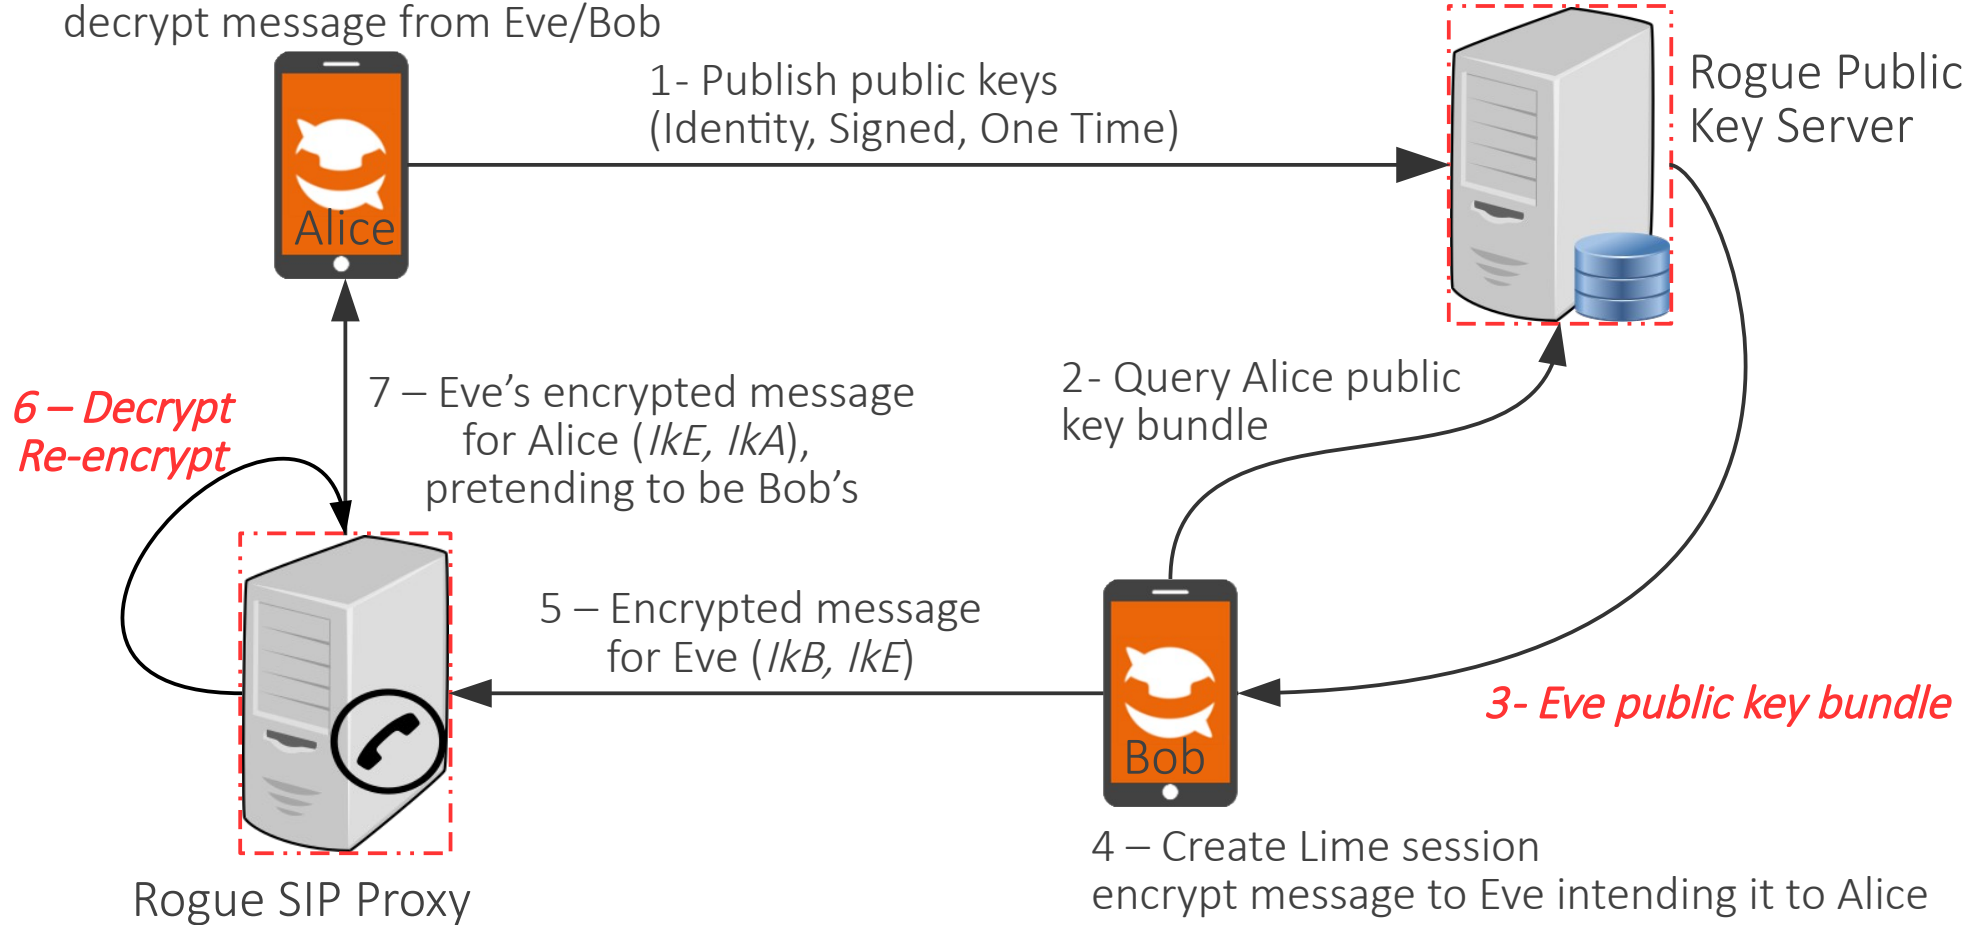 decrypt message from Eve/Bob
1- Publish public keys
(Identity, Signed, One Time)
Rogue Public
Key Server
Alice
2- Query Alice public
key bundle
7 – Eve’s encrypted message
for Alice (IkE, IkA),
pretending to be Bob’s
6 – Decrypt
Re-encrypt
5 – Encrypted message
for Eve (IkB, IkE)
3- Eve public key bundle
Bob
4 – Create Lime session
encrypt message to Eve intending it to Alice
Rogue SIP Proxy